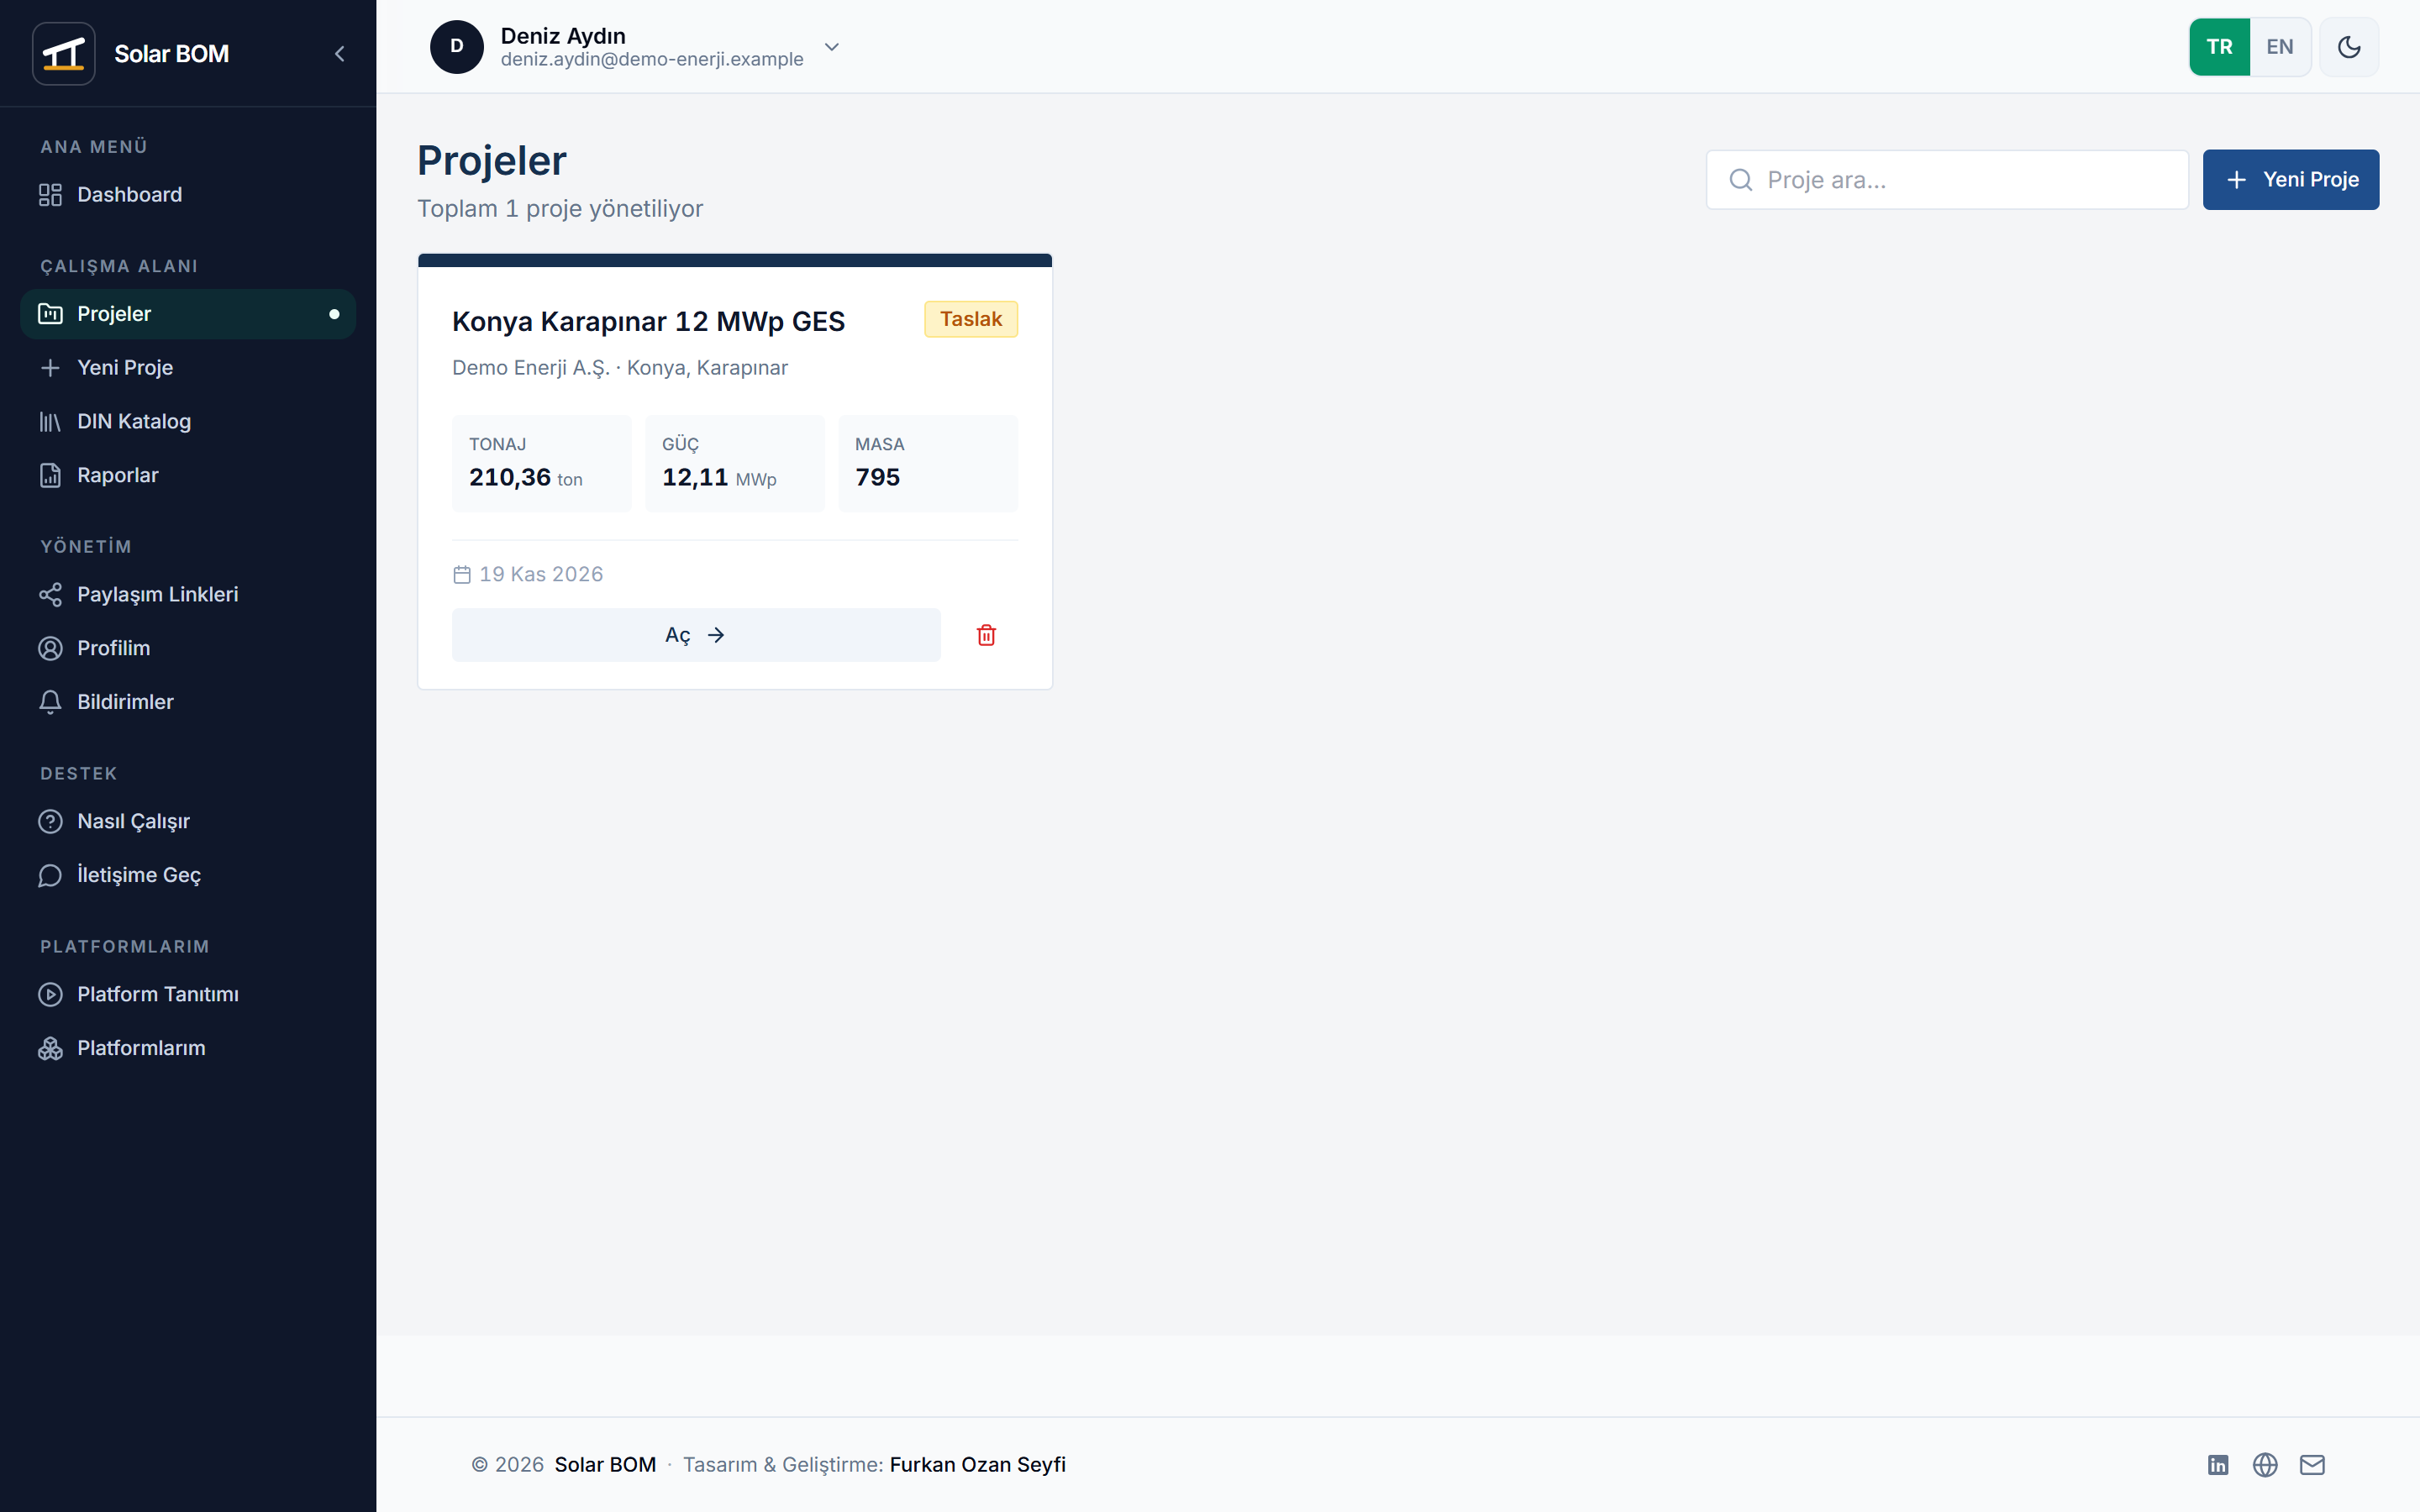 Solar BOM
ANA MENÜ
Dashboard
ÇALIŞMA ALANI
Projeler
Yeni Proje
DIN Katalog
Raporlar
YÖNETİM
Paylaşım Linkleri
Profilim
Bildirimler
DESTEK
Nasıl Çalışır
İletişime Geç
PLATFORMLARIM
Platform Tanıtımı
Platformlarım
D
Deniz Aydın
deniz.aydin@demo-enerji.example
TR EN
Projeler
Toplam 1 proje yönetiliyor
Proje ara...
Yeni Proje
Konya Karapınar 12 MWp GES
Taslak
Demo Enerji A.Ş. · Konya, Karapınar
TONAJ
210,36 ton
GÜÇ
12,11 MWp
MASA
795
19 Kas 2026
Aç
© 2026 Solar BOM · Tasarım & Geliştirme: Furkan Ozan Seyfi
in